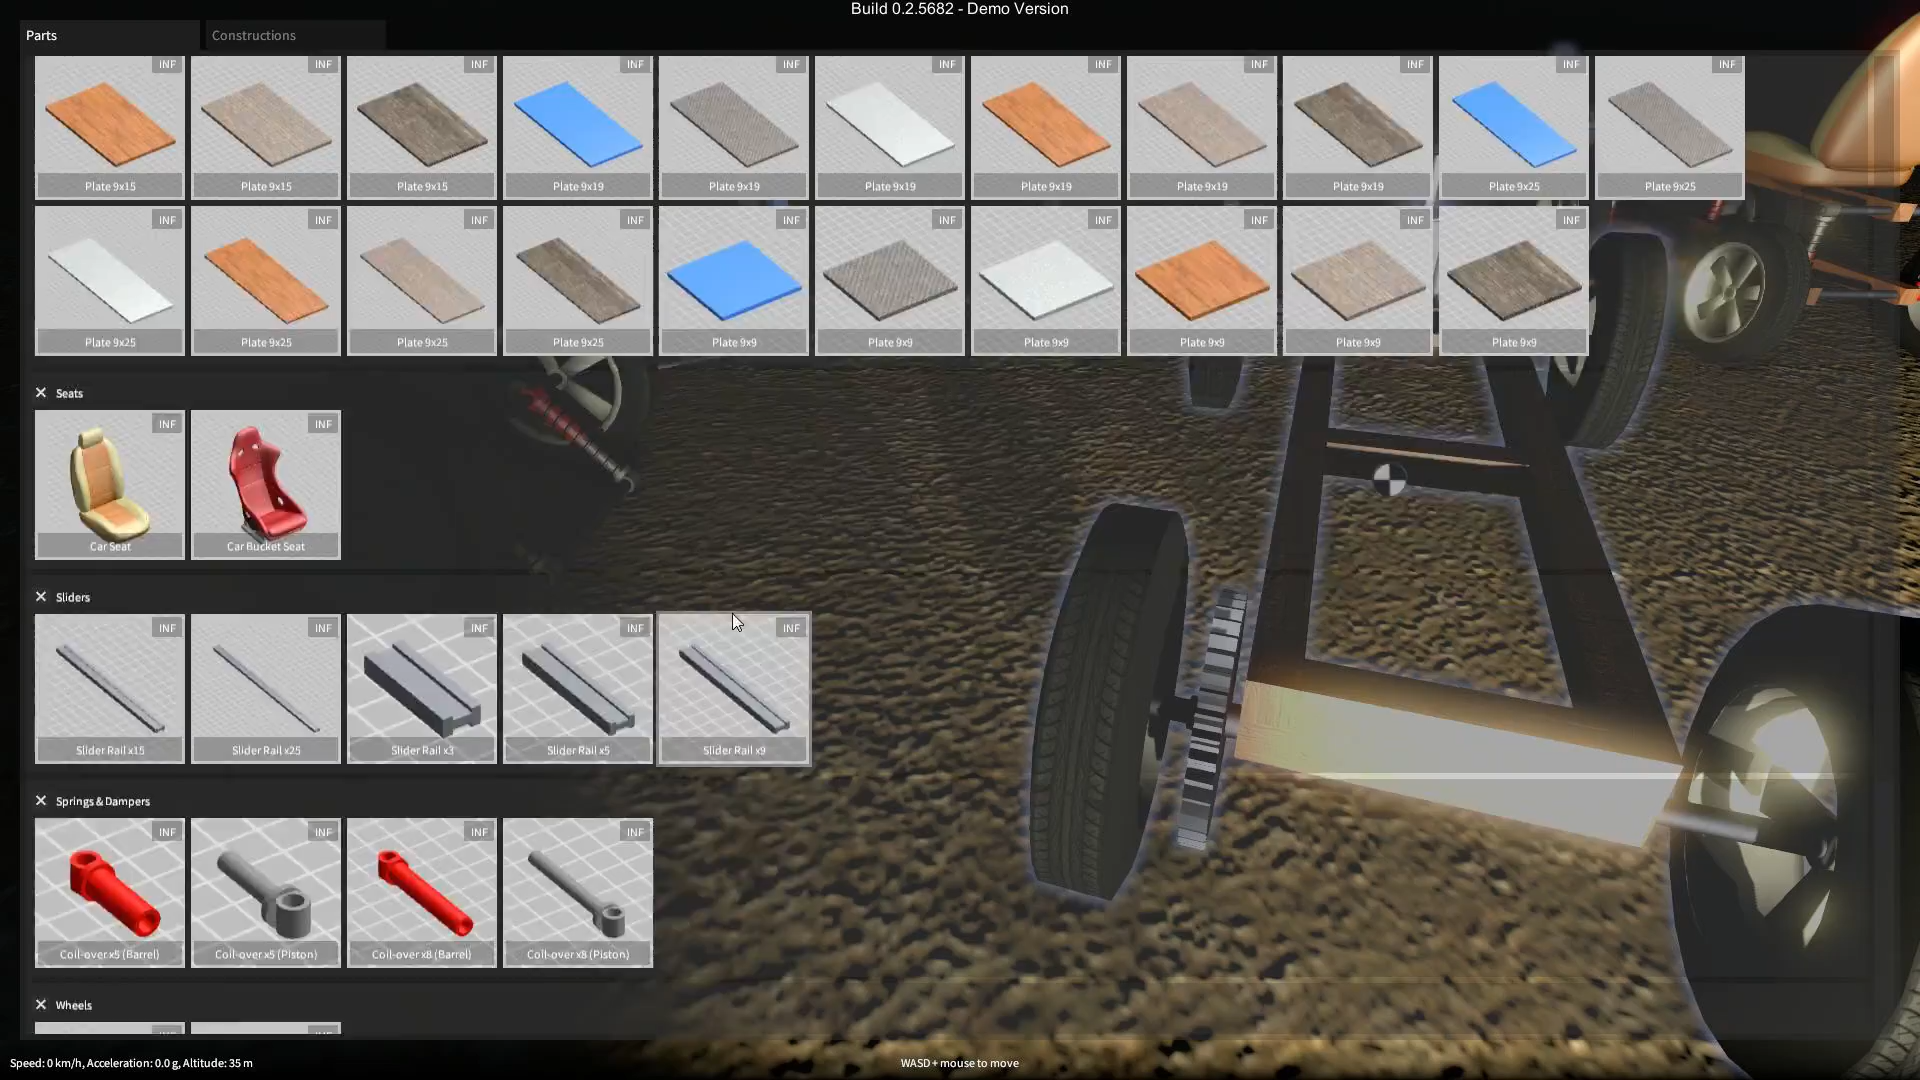 Build 0.2.5682 - Demo Version
Parts
Constructions
INF INF INF INF INF INF INF INF INF INF INF
Plate 9x15 Plate 9x15 Plate 9x15 Plate 9x19 Plate 9x19 Plate 9x19 Plate 9x19 Plate 9x19 Plate 9x19 Plate 9x25 Plate 9x25
INF INF INF INF INF INF INF INF INF INF
Plate 9x25 Plate 9x25 Plate 9x25 Plate 9x25 Plate 9x9 Plate 9x9 Plate 9x9 Plate 9x9 Plate 9x9 Plate 9x9
Seats
INF INF
Car Seat Car Bucket Seat
Sliders
INF INF INF INF INF
Slider Rail x15 Slider Rail x25 Slider Rail x3 Slider Rail x5 Slider Rail x9
Springs & Dampers
INF INF INF INF
Coil-over x5 (Barrel) Coil-over x5 (Piston) Coil-over x8 (Barrel) Coil-over x8 (Piston)
Wheels
Speed: 0 km/h, Acceleration: 0.0 g, Altitude: 35 m
WASD + mouse to move